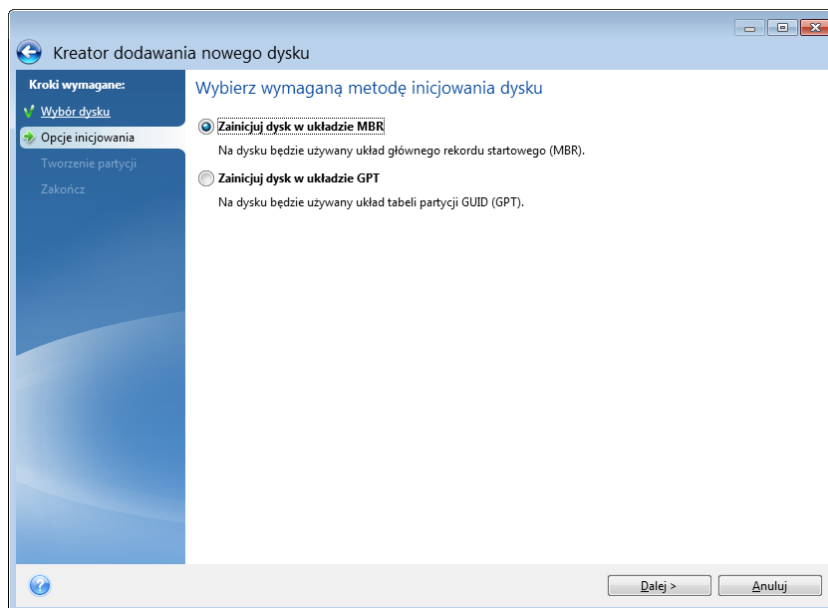 Kreator dodawania nowego dysku
Kroki wymagane:
Wybór dysku
Opcje inicjowania
Tworzenie partycji
Zakończ
Wybierz wymaganą metodę inicjowania dysku
Zainicjuj dysk w układzie MBR
Na dysku będzie używany układ głównego rekordu startowego (MBR).
Zainicjuj dysk w układzie GPT
Na dysku będzie używany układ tabeli partycji GUID (GPT).
Dalej >
Anuluj